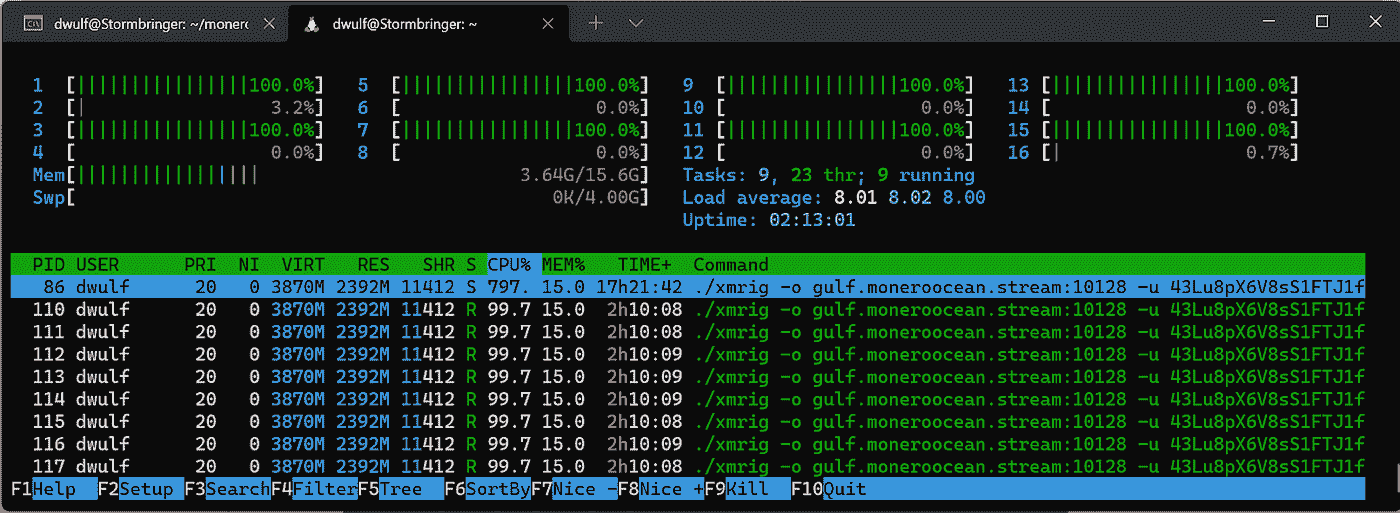 dwulf@Stormbringer: ~/monerc dwulf@Stormbringer: ~
1 [||||||||||||||||100.0%] 5 [||||||||||||||||100.0%] 9 [||||||||||||||||100.0%] 13 [||||||||||||||||100.0%]
2 [| 3.2%] 6 [ 0.0%] 10 [ 0.0%] 14 [ 0.0%]
3 [||||||||||||||||100.0%] 7 [||||||||||||||||100.0%] 11 [||||||||||||||||100.0%] 15 [||||||||||||||||100.0%]
4 [ 0.0%] 8 [ 0.0%] 12 [ 0.0%] 16 [| 0.7%]
Mem[||||||||||||||||| 3.64G/15.6G] Tasks: 9, 23 thr; 9 running
Swp[ 0K/4.00G] Load average: 8.01 8.02 8.00
Uptime: 02:13:01
PID USER PRI NI VIRT RES SHR S CPU% MEM% TIME+ Command
86 dwulf 20 0 3870M 2392M 11412 S 797. 15.0 17h21:42 ./xmrig -o gulf.moneroocean.stream:10128 -u 43Lu8pX6V8sS1FTJ1f
110 dwulf 20 0 3870M 2392M 11412 R 99.7 15.0 2h10:08 ./xmrig -o gulf.moneroocean.stream:10128 -u 43Lu8pX6V8sS1FTJ1f
111 dwulf 20 0 3870M 2392M 11412 R 99.7 15.0 2h10:08 ./xmrig -o gulf.moneroocean.stream:10128 -u 43Lu8pX6V8sS1FTJ1f
112 dwulf 20 0 3870M 2392M 11412 R 99.7 15.0 2h10:09 ./xmrig -o gulf.moneroocean.stream:10128 -u 43Lu8pX6V8sS1FTJ1f
113 dwulf 20 0 3870M 2392M 11412 R 99.7 15.0 2h10:09 ./xmrig -o gulf.moneroocean.stream:10128 -u 43Lu8pX6V8sS1FTJ1f
114 dwulf 20 0 3870M 2392M 11412 R 99.7 15.0 2h10:09 ./xmrig -o gulf.moneroocean.stream:10128 -u 43Lu8pX6V8sS1FTJ1f
115 dwulf 20 0 3870M 2392M 11412 R 99.7 15.0 2h10:08 ./xmrig -o gulf.moneroocean.stream:10128 -u 43Lu8pX6V8sS1FTJ1f
116 dwulf 20 0 3870M 2392M 11412 R 99.7 15.0 2h10:09 ./xmrig -o gulf.moneroocean.stream:10128 -u 43Lu8pX6V8sS1FTJ1f
117 dwulf 20 0 3870M 2392M 11412 R 99.7 15.0 2h10:08 ./xmrig -o gulf.moneroocean.stream:10128 -u 43Lu8pX6V8sS1FTJ1f
F1Help F2Setup F3SearchF4FilterF5Tree F6SortByF7Nice -F8Nice +F9Kill F10Quit